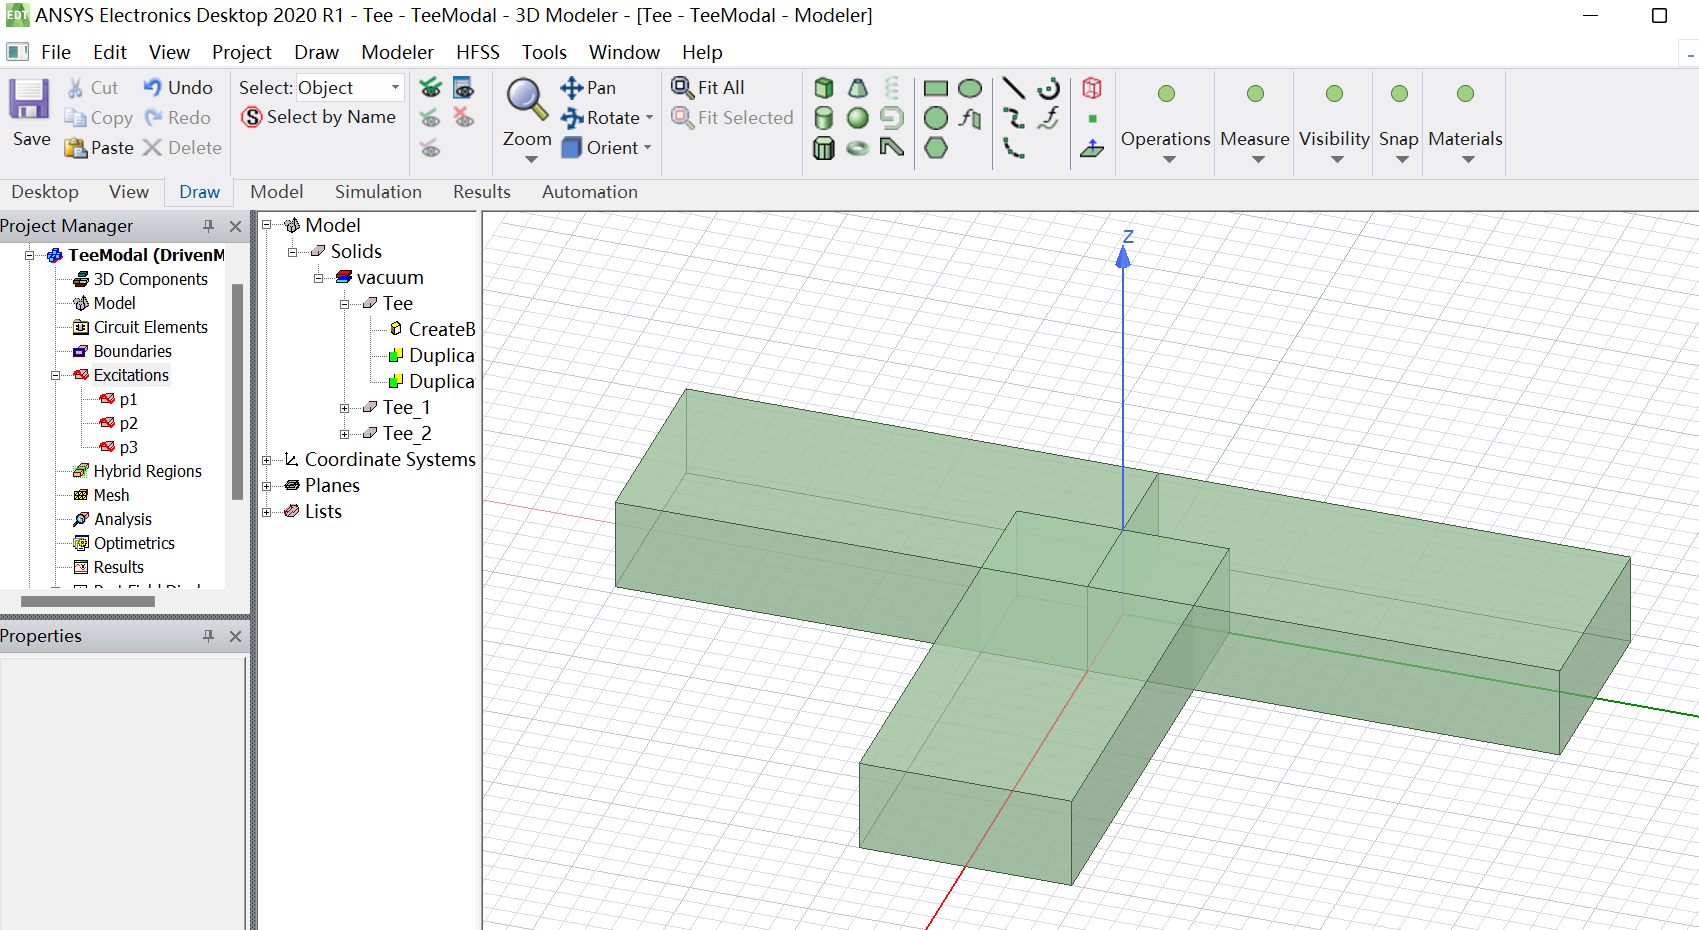 EDT ANSYS Electronics Desktop 2020 R1 - Tee - TeeModal - 3D Modeler - [Tee - TeeModal - Modeler]
File Edit View Project Draw Modeler HFSS Tools Window Help
Save
Cut
Copy
Paste
Undo
Redo
Delete
Select: Object
Select by Name
Zoom
Pan
Rotate
Orient
Fit All
Fit Selected
Operations
Measure
Visibility
Snap
Materials
Desktop View Draw Model Simulation Results Automation
Project Manager
TeeModal (DrivenM
3D Components
Model
Circuit Elements
Boundaries
Excitations
p1
p2
p3
Hybrid Regions
Mesh
Analysis
Optimetrics
Results
Properties
Model
Solids
vacuum
Tee
CreateB
Duplica
Duplica
Tee_1
Tee_2
Coordinate Systems
Planes
Lists
Z